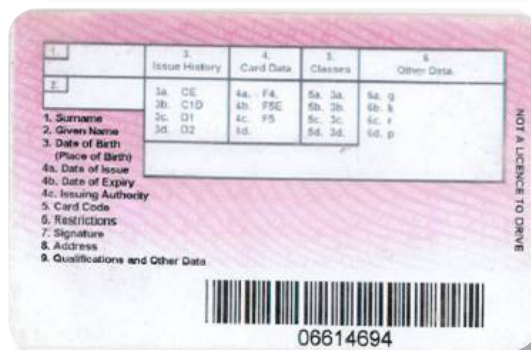 1.
3. 4. 5. 6.
Issue History Card Data Classes Other Data.
2.
3a. CE 4a. F4, 5a. 3a. 6a. q
3b. C1D 4b. F5E 5b. 3b. 6b. k
3c. D1 4c. F5 5c. 3c. 6c. r
3d. D2 4d. 5d. 3d. 6d. p
1. Surname
2. Given Name
3. Date of Birth
(Place of Birth)
4a. Date of Issue
4b. Date of Expiry
4c. Issuing Authority
5. Card Code
6. Restrictions
7. Signature
8. Address
9. Qualifications and Other Data
NOT A LICENCE TO DRIVE
06614694